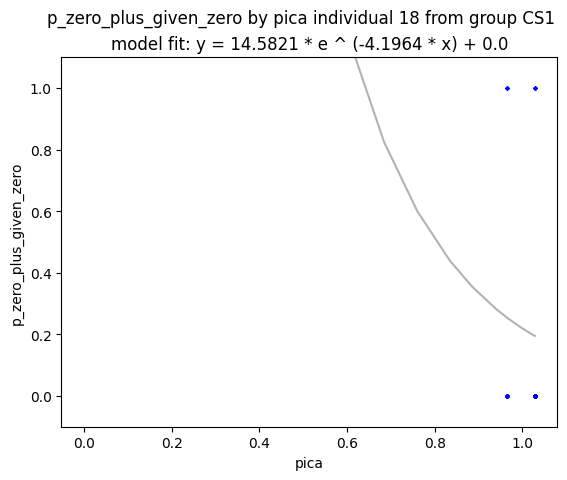 p_zero_plus_given_zero by pica individual 18 from group CS1
model fit: y = 14.5821 * e ^ (-4.1964 * x) + 0.0
1.0
0.8
0.6
0.4
0.2
0.0
p_zero_plus_given_zero
0.0 0.2 0.4 0.6 0.8 1.0
pica